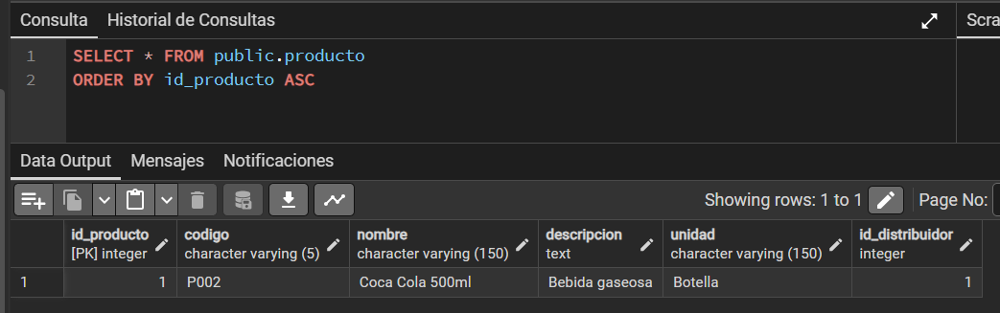 Consulta Historial de Consultas Scra
1 SELECT * FROM public.producto
2 ORDER BY id_producto ASC
Data Output Mensajes Notificaciones
Showing rows: 1 to 1 Page No:
id_producto codigo nombre descripcion unidad id_distribuidor
[PK] integer character varying (5) character varying (150) text character varying (150) integer
1 1 P002 Coca Cola 500ml Bebida gaseosa Botella 1